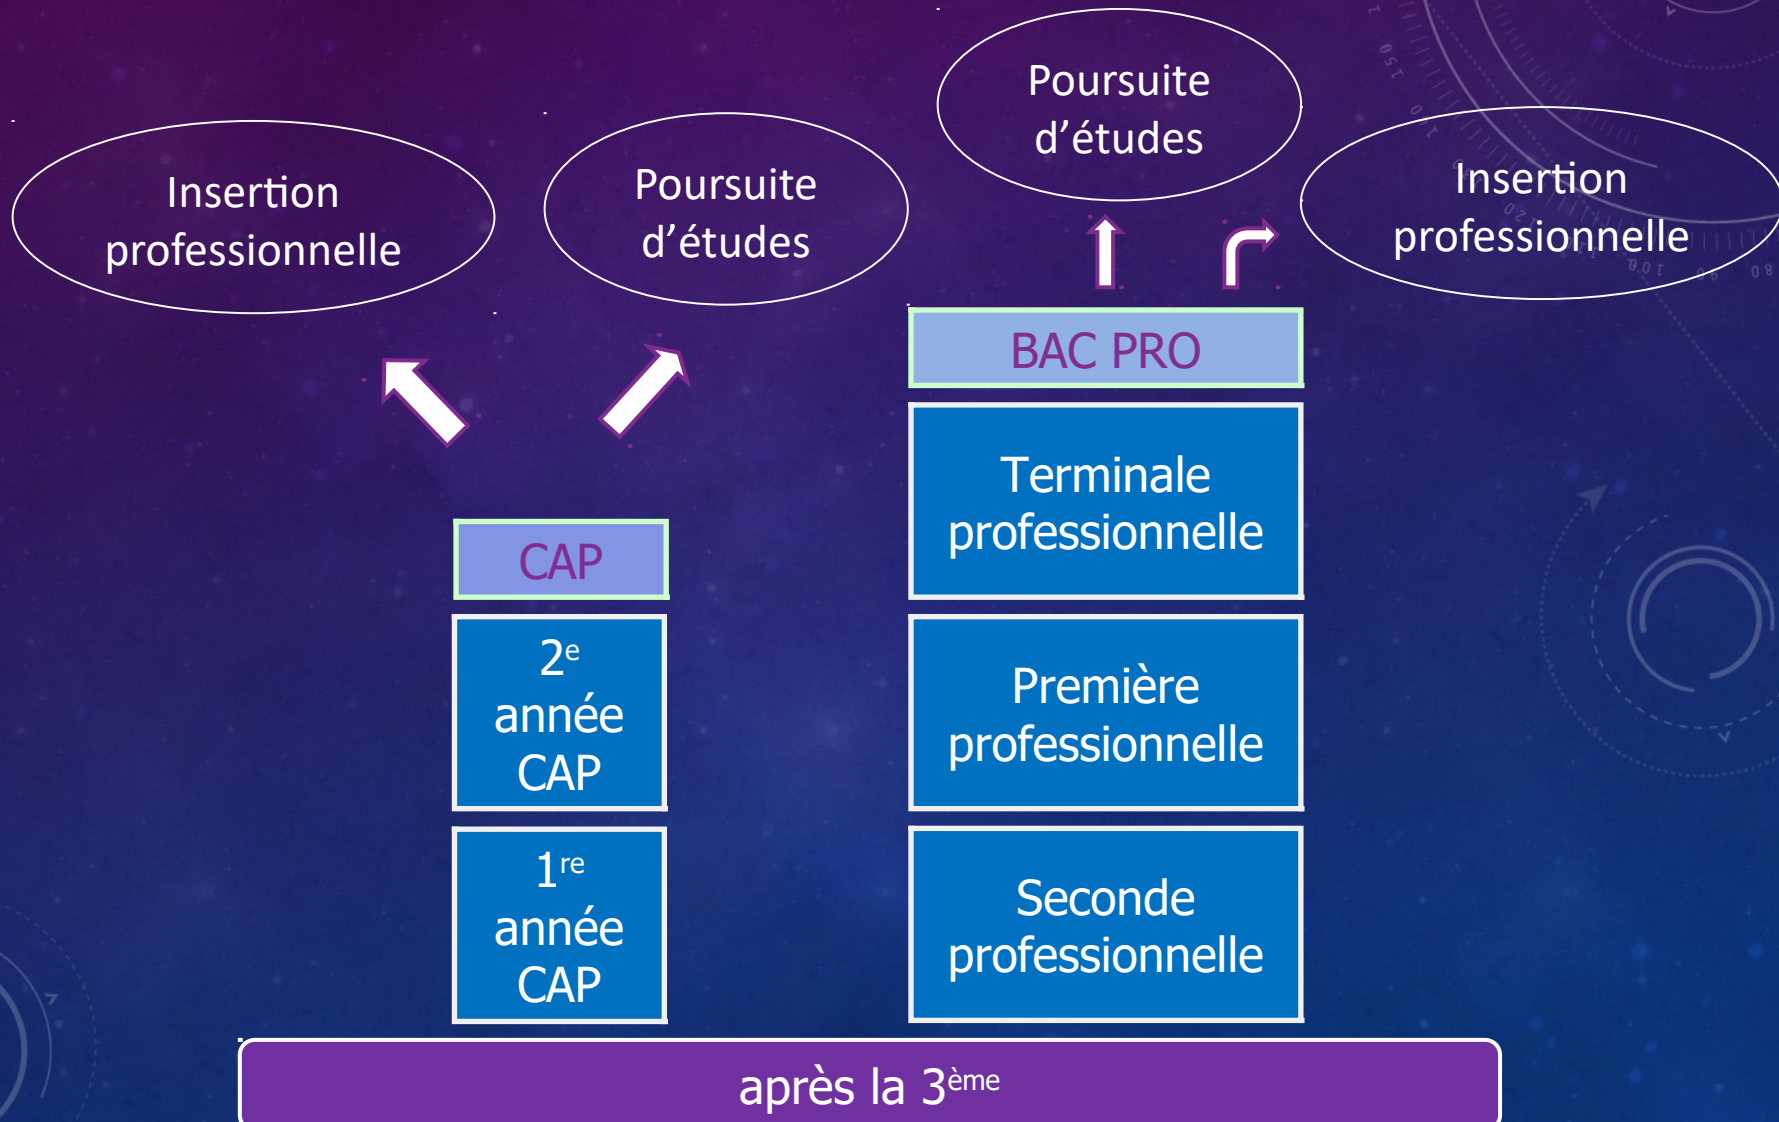 Poursuite
d’études
Insertion
professionnelle
Poursuite
d’études
Insertion
professionnelle
BAC PRO
Terminale
professionnelle
CAP
2e
année
CAP
Première
professionnelle
1re
année
CAP
Seconde
professionnelle
après la 3ème